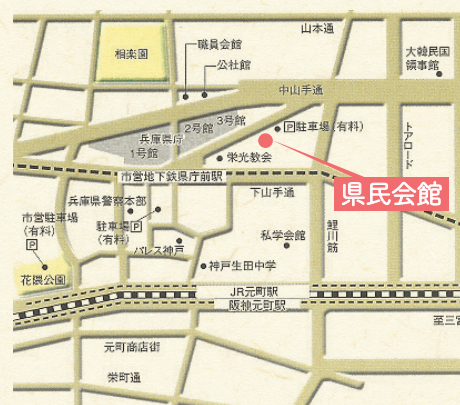 山本通
職員会館
相楽園
大韓民国
領事館
公社館
中山手通
3号館
2号館
兵庫県庁
1号館
P駐車場(有料)
トアロード
栄光教会
市営地下鉄県庁前駅
県民会館
下山手通
兵庫県警察本部
市営駐車場
(有料)
P
駐車場P
(有料)
鯉川筋
私学会館
パレス神戸
神戸生田中学
花隈公園
JR元町駅
阪神元町駅
至三宮
元町商店街
栄町通